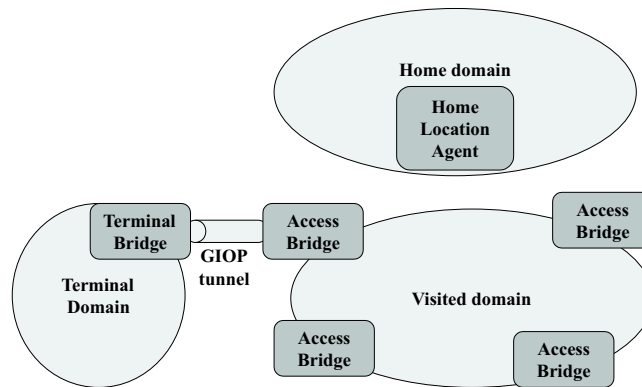 Home domain
Home
Location
Agent
Terminal
Bridge
GIOP
tunnel
Access
Bridge
Access
Bridge
Terminal
Domain
Visited domain
Access
Bridge
Access
Bridge